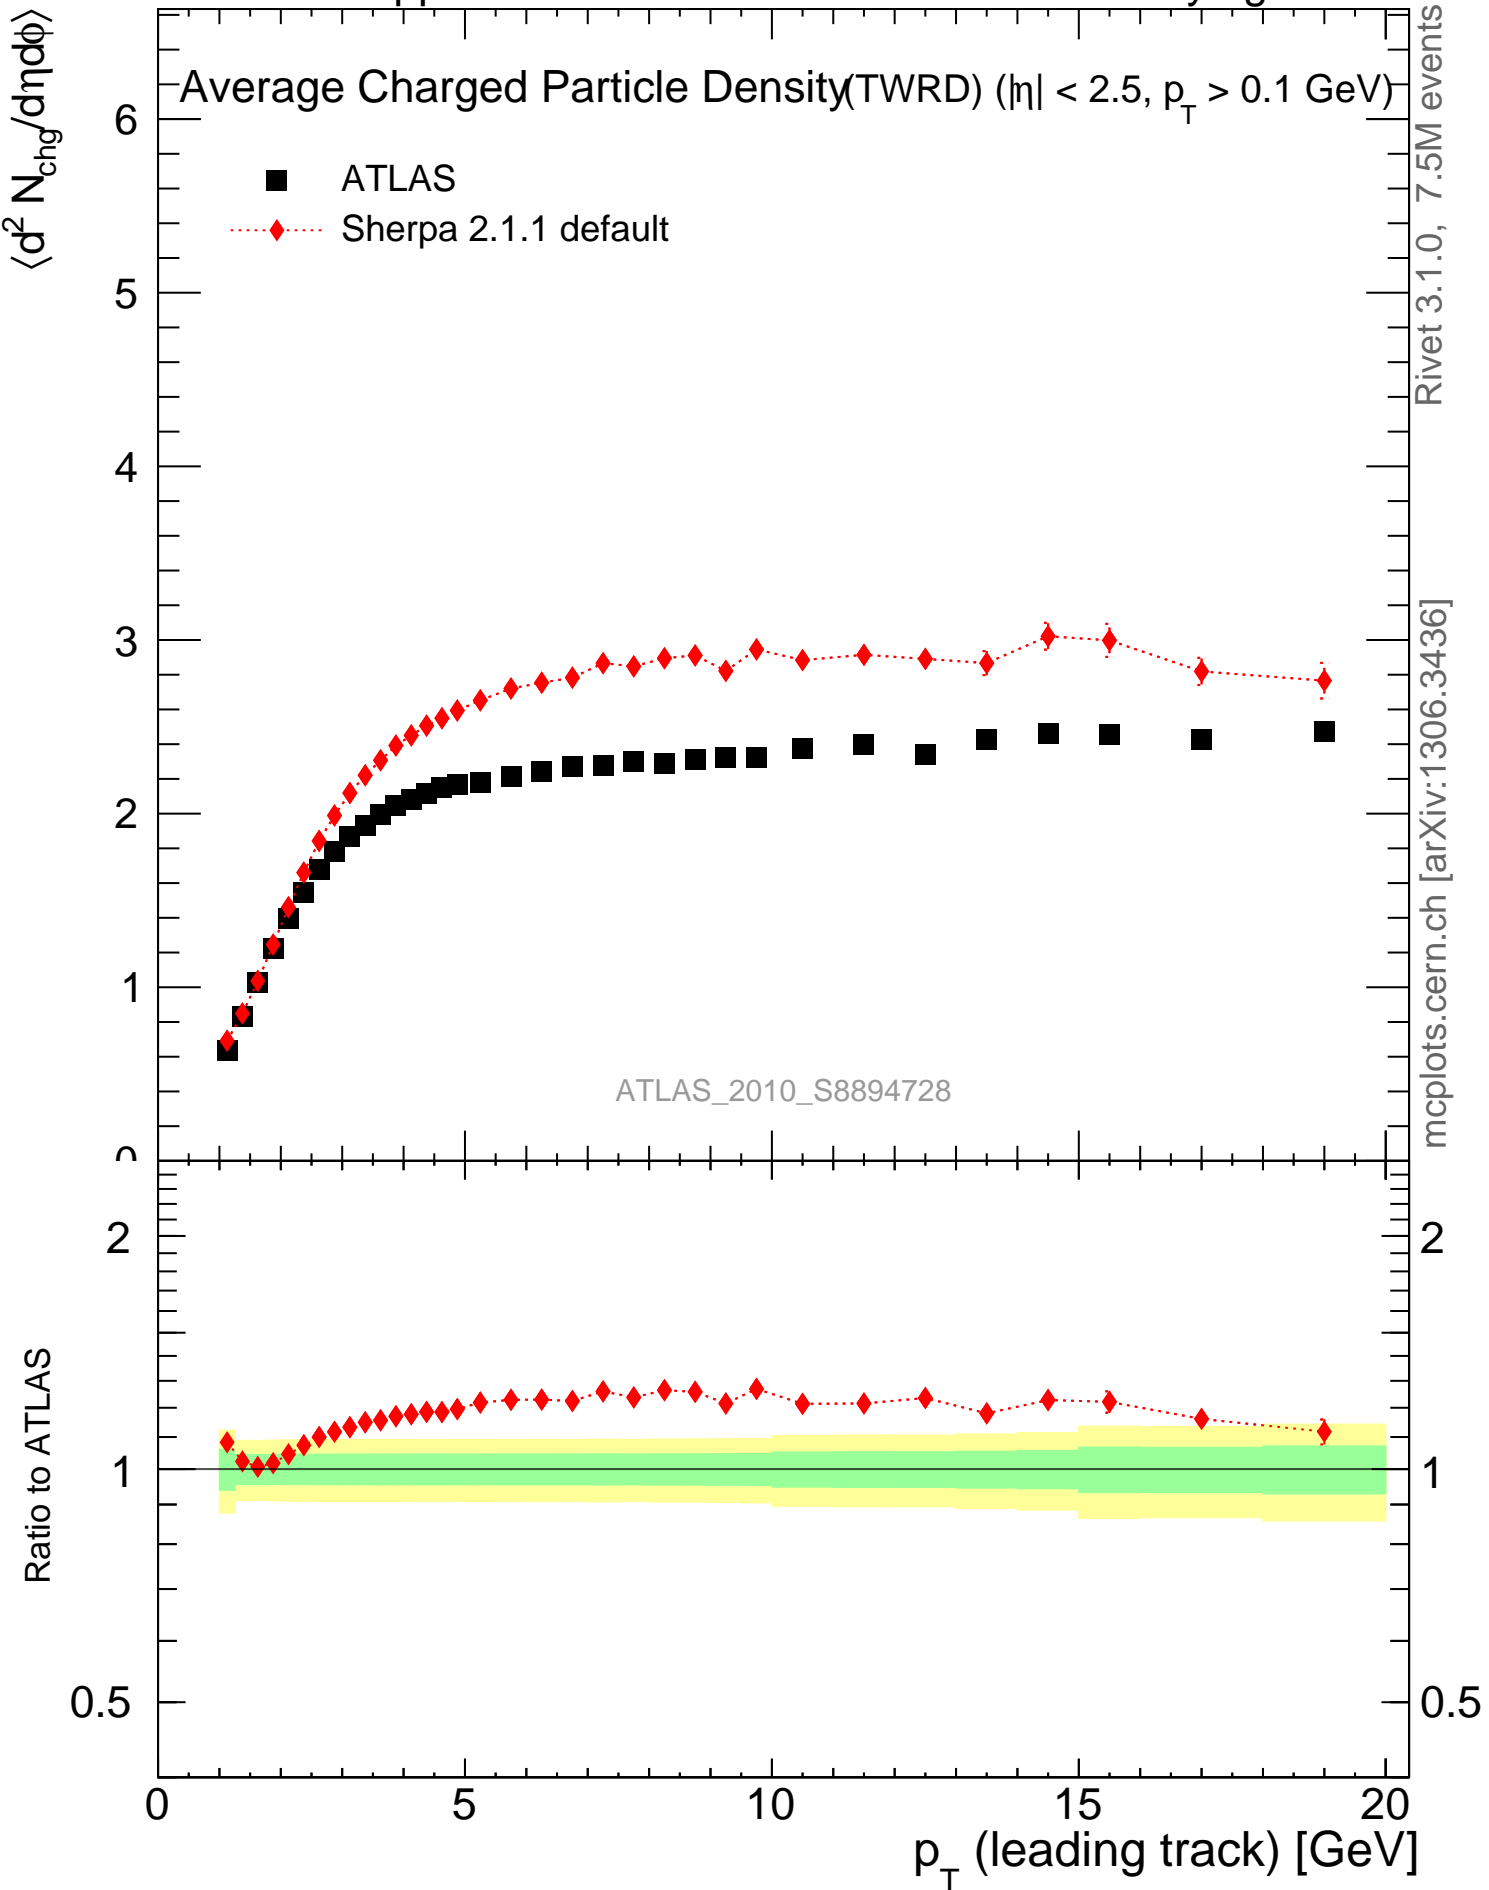 ⟨d² N_chg/dηdφ⟩
Average Charged Particle Density (TWRD) (|η| < 2.5, p_T > 0.1 GeV)
ATLAS
Sherpa 2.1.1 default
6
5
4
3
2
1
0
ATLAS_2010_S8894728
Rivet 3.1.0, 7.5M events
mcplots.cern.ch [arXiv:1306.3436]
Ratio to ATLAS
2
1
0.5
2
1
0.5
0 5 10 15 20
p_T (leading track) [GeV]